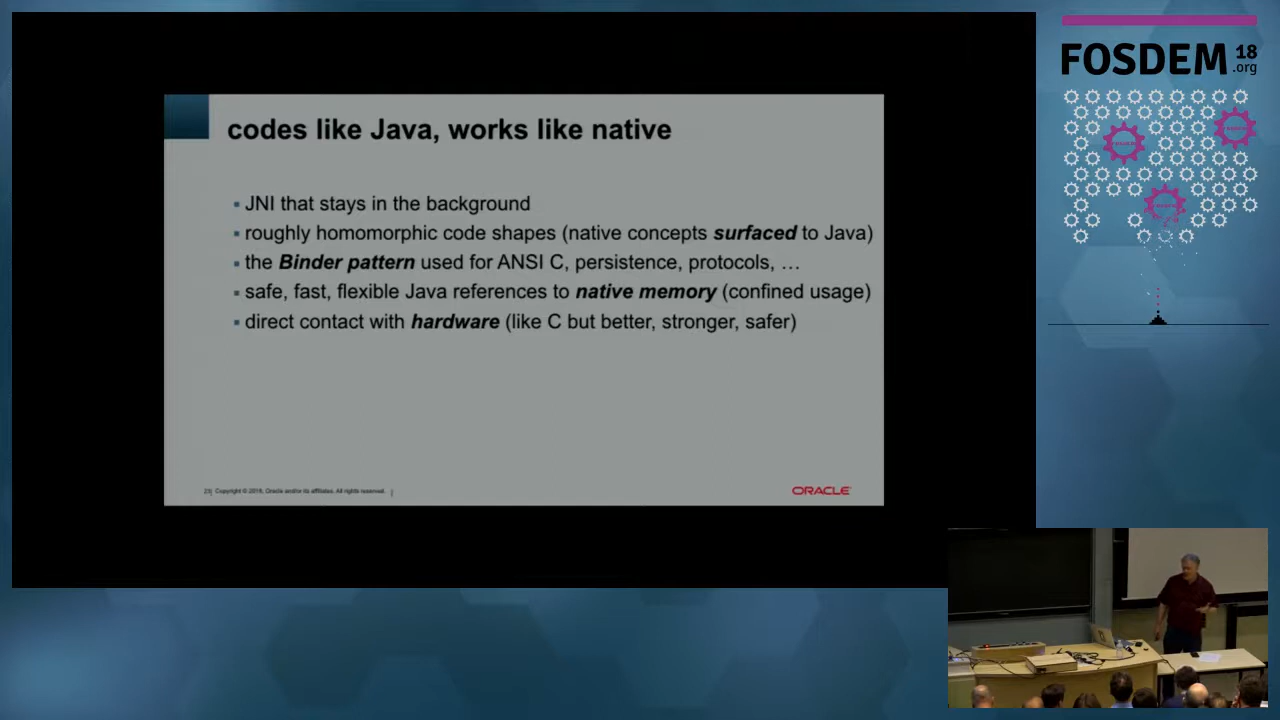 codes like Java, works like native
▪ JNI that stays in the background
▪ roughly homomorphic code shapes (native concepts surfaced to Java)
▪ the Binder pattern used for ANSI C, persistence, protocols, …
▪ safe, fast, flexible Java references to native memory (confined usage)
▪ direct contact with hardware (like C but better, stronger, safer)
Copyright © 2018, Oracle and/or its affiliates. All rights reserved. |
ORACLE
FOSDEM 18
.org